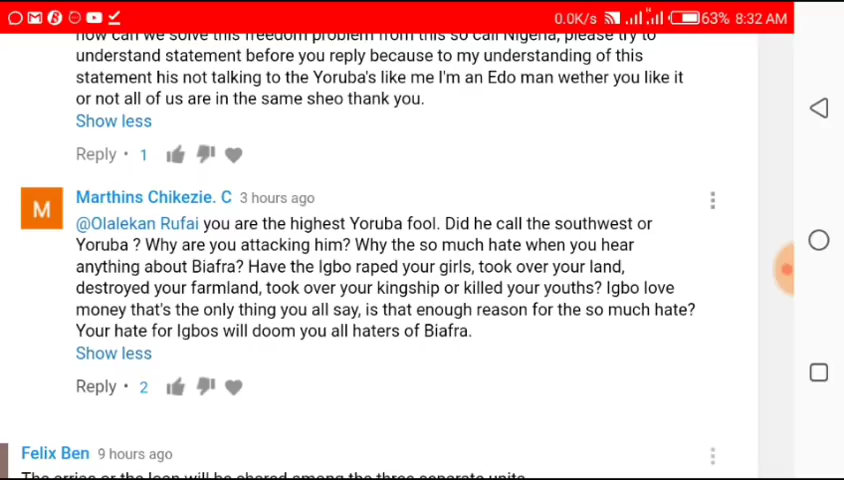 0.0K/s 63% 8:32 AM
how can we solve this freedom problem from this so call Nigeria, please try to
understand statement before you reply because to my understanding of this
statement his not talking to the Yoruba's like me I'm an Edo man wether you like it
or not all of us are in the same sheo thank you.
Show less
Reply · 1
M
Marthins Chikezie. C 3 hours ago
@Olalekan Rufai you are the highest Yoruba fool. Did he call the southwest or
Yoruba ? Why are you attacking him? Why the so much hate when you hear
anything about Biafra? Have the Igbo raped your girls, took over your land,
destroyed your farmland, took over your kingship or killed your youths? Igbo love
money that's the only thing you all say, is that enough reason for the so much hate?
Your hate for Igbos will doom you all haters of Biafra.
Show less
Reply · 2
Felix Ben 9 hours ago
The or the loan will be shared among the three separate units